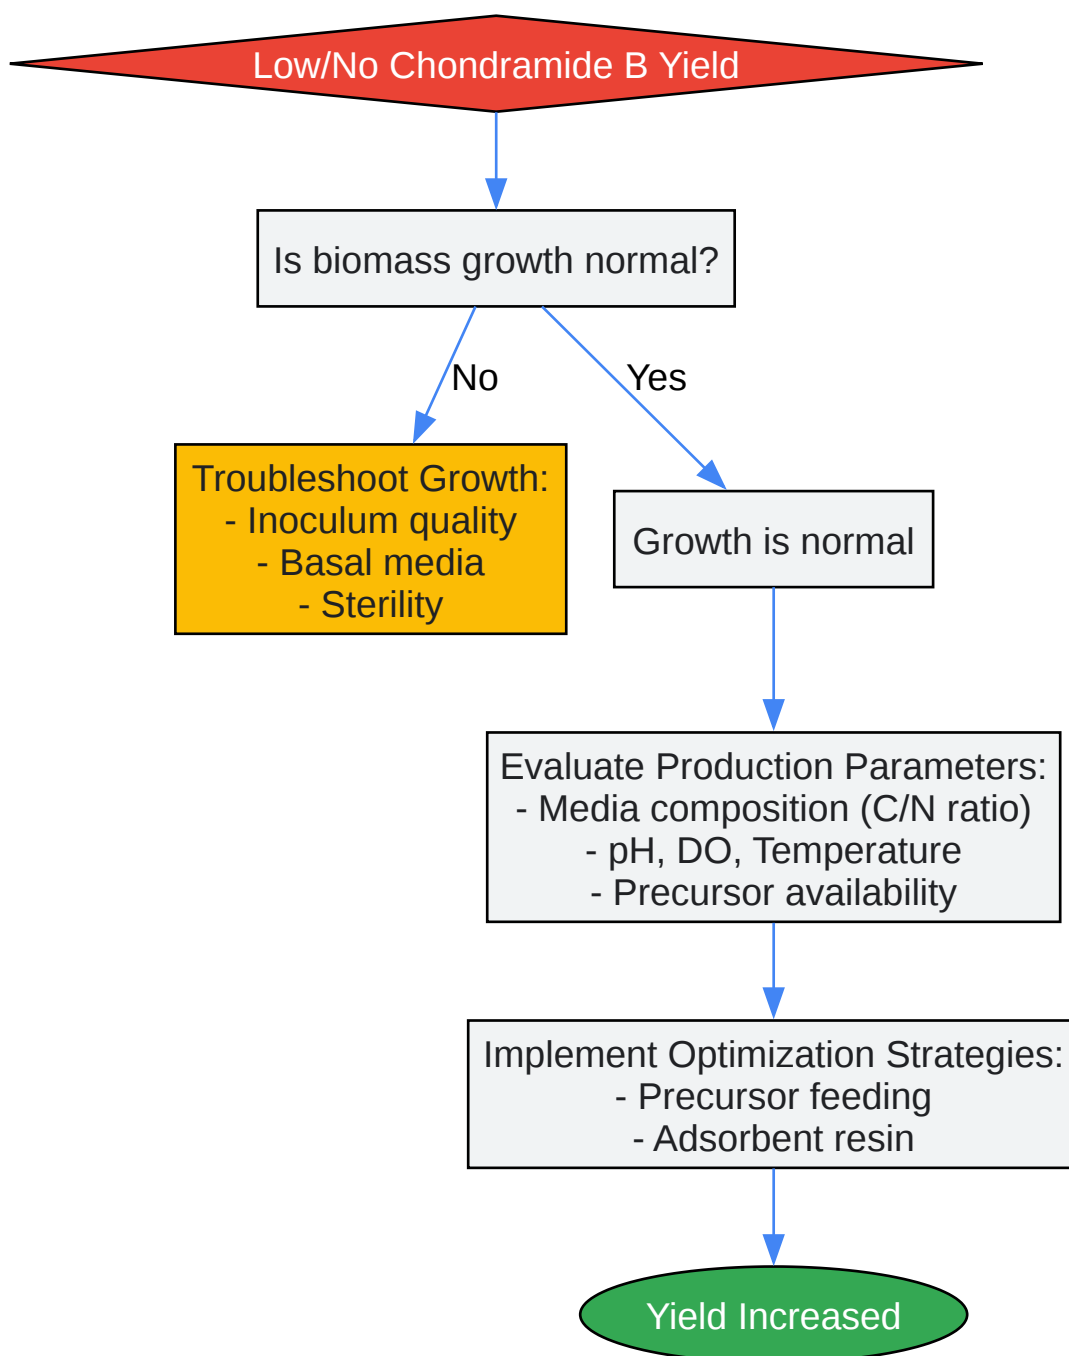 Low/No Chondramide B Yield
Is biomass growth normal?
No
Yes
Troubleshoot Growth:
- Inoculum quality
- Basal media
- Sterility
Growth is normal
Evaluate Production Parameters:
- Media composition (C/N ratio)
- pH, DO, Temperature
- Precursor availability
Implement Optimization Strategies:
- Precursor feeding
- Adsorbent resin
Yield Increased